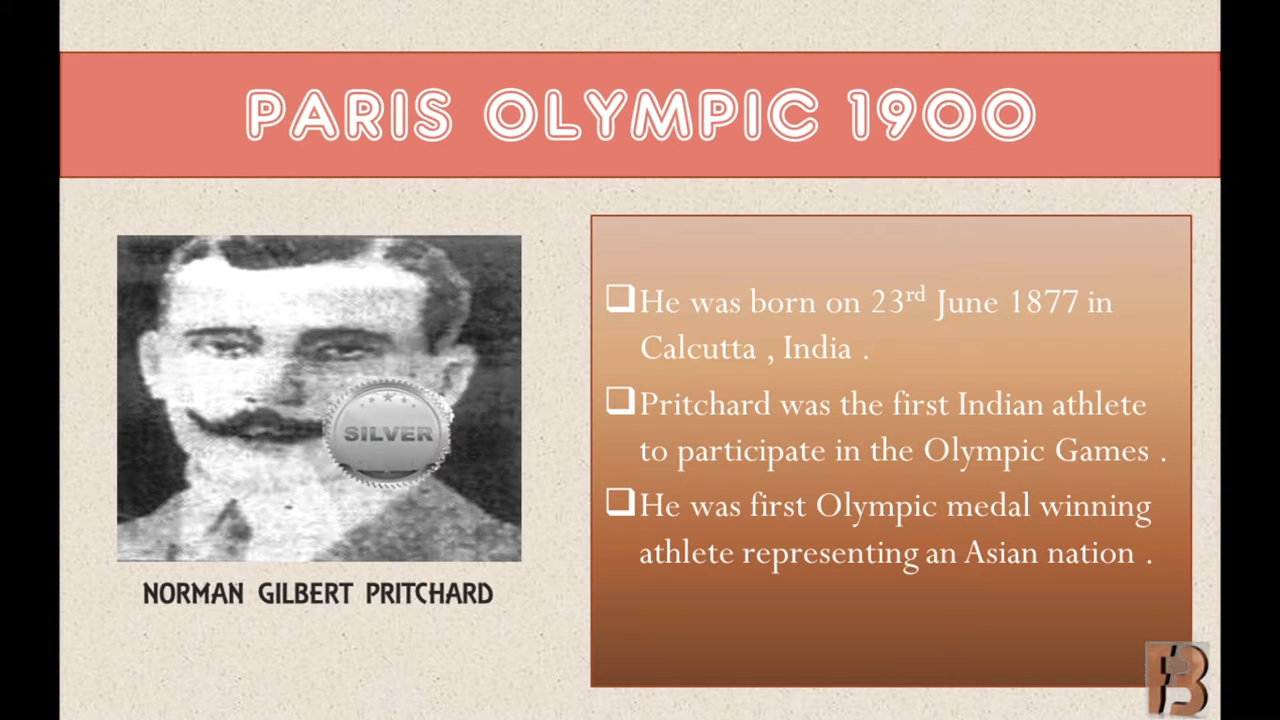 PARIS OLYMPIC 1900
SILVER
NORMAN GILBERT PRITCHARD
He was born on 23rd June 1877 in
Calcutta , India .
Pritchard was the first Indian athlete
to participate in the Olympic Games .
He was first Olympic medal winning
athlete representing an Asian nation .
B